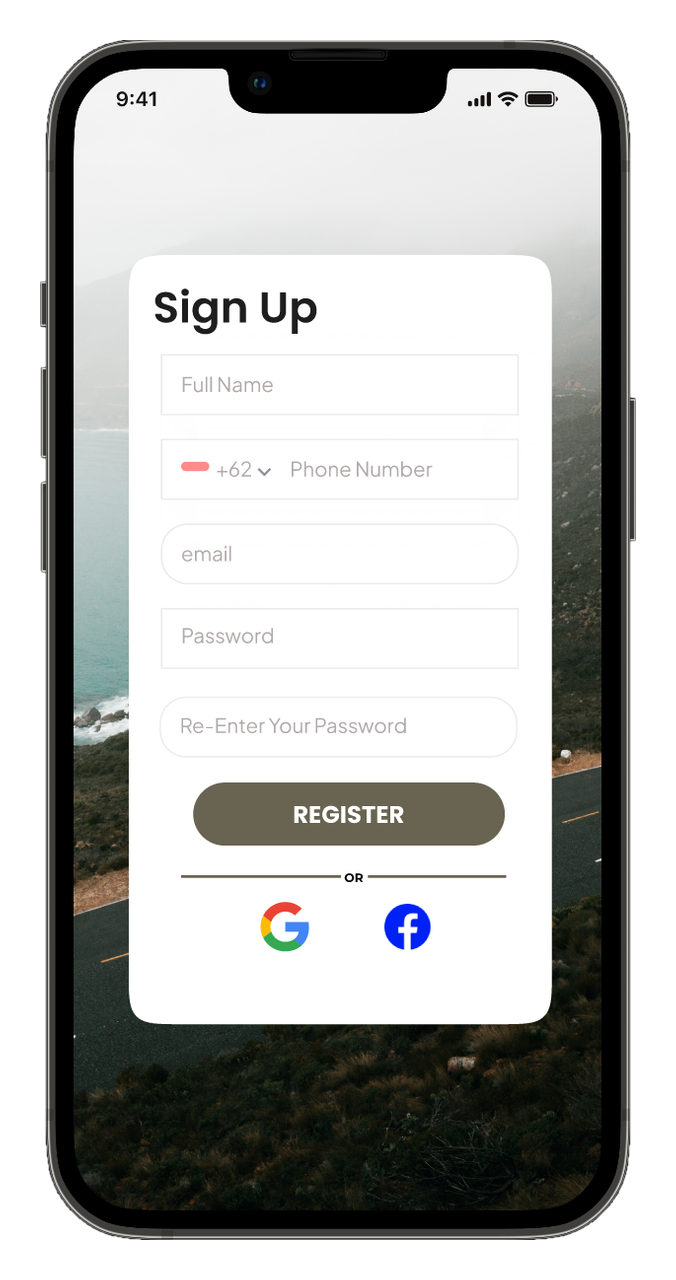 9:41
Sign Up
Full Name
+62 Phone Number
email
Password
Re-Enter Your Password
REGISTER
OR